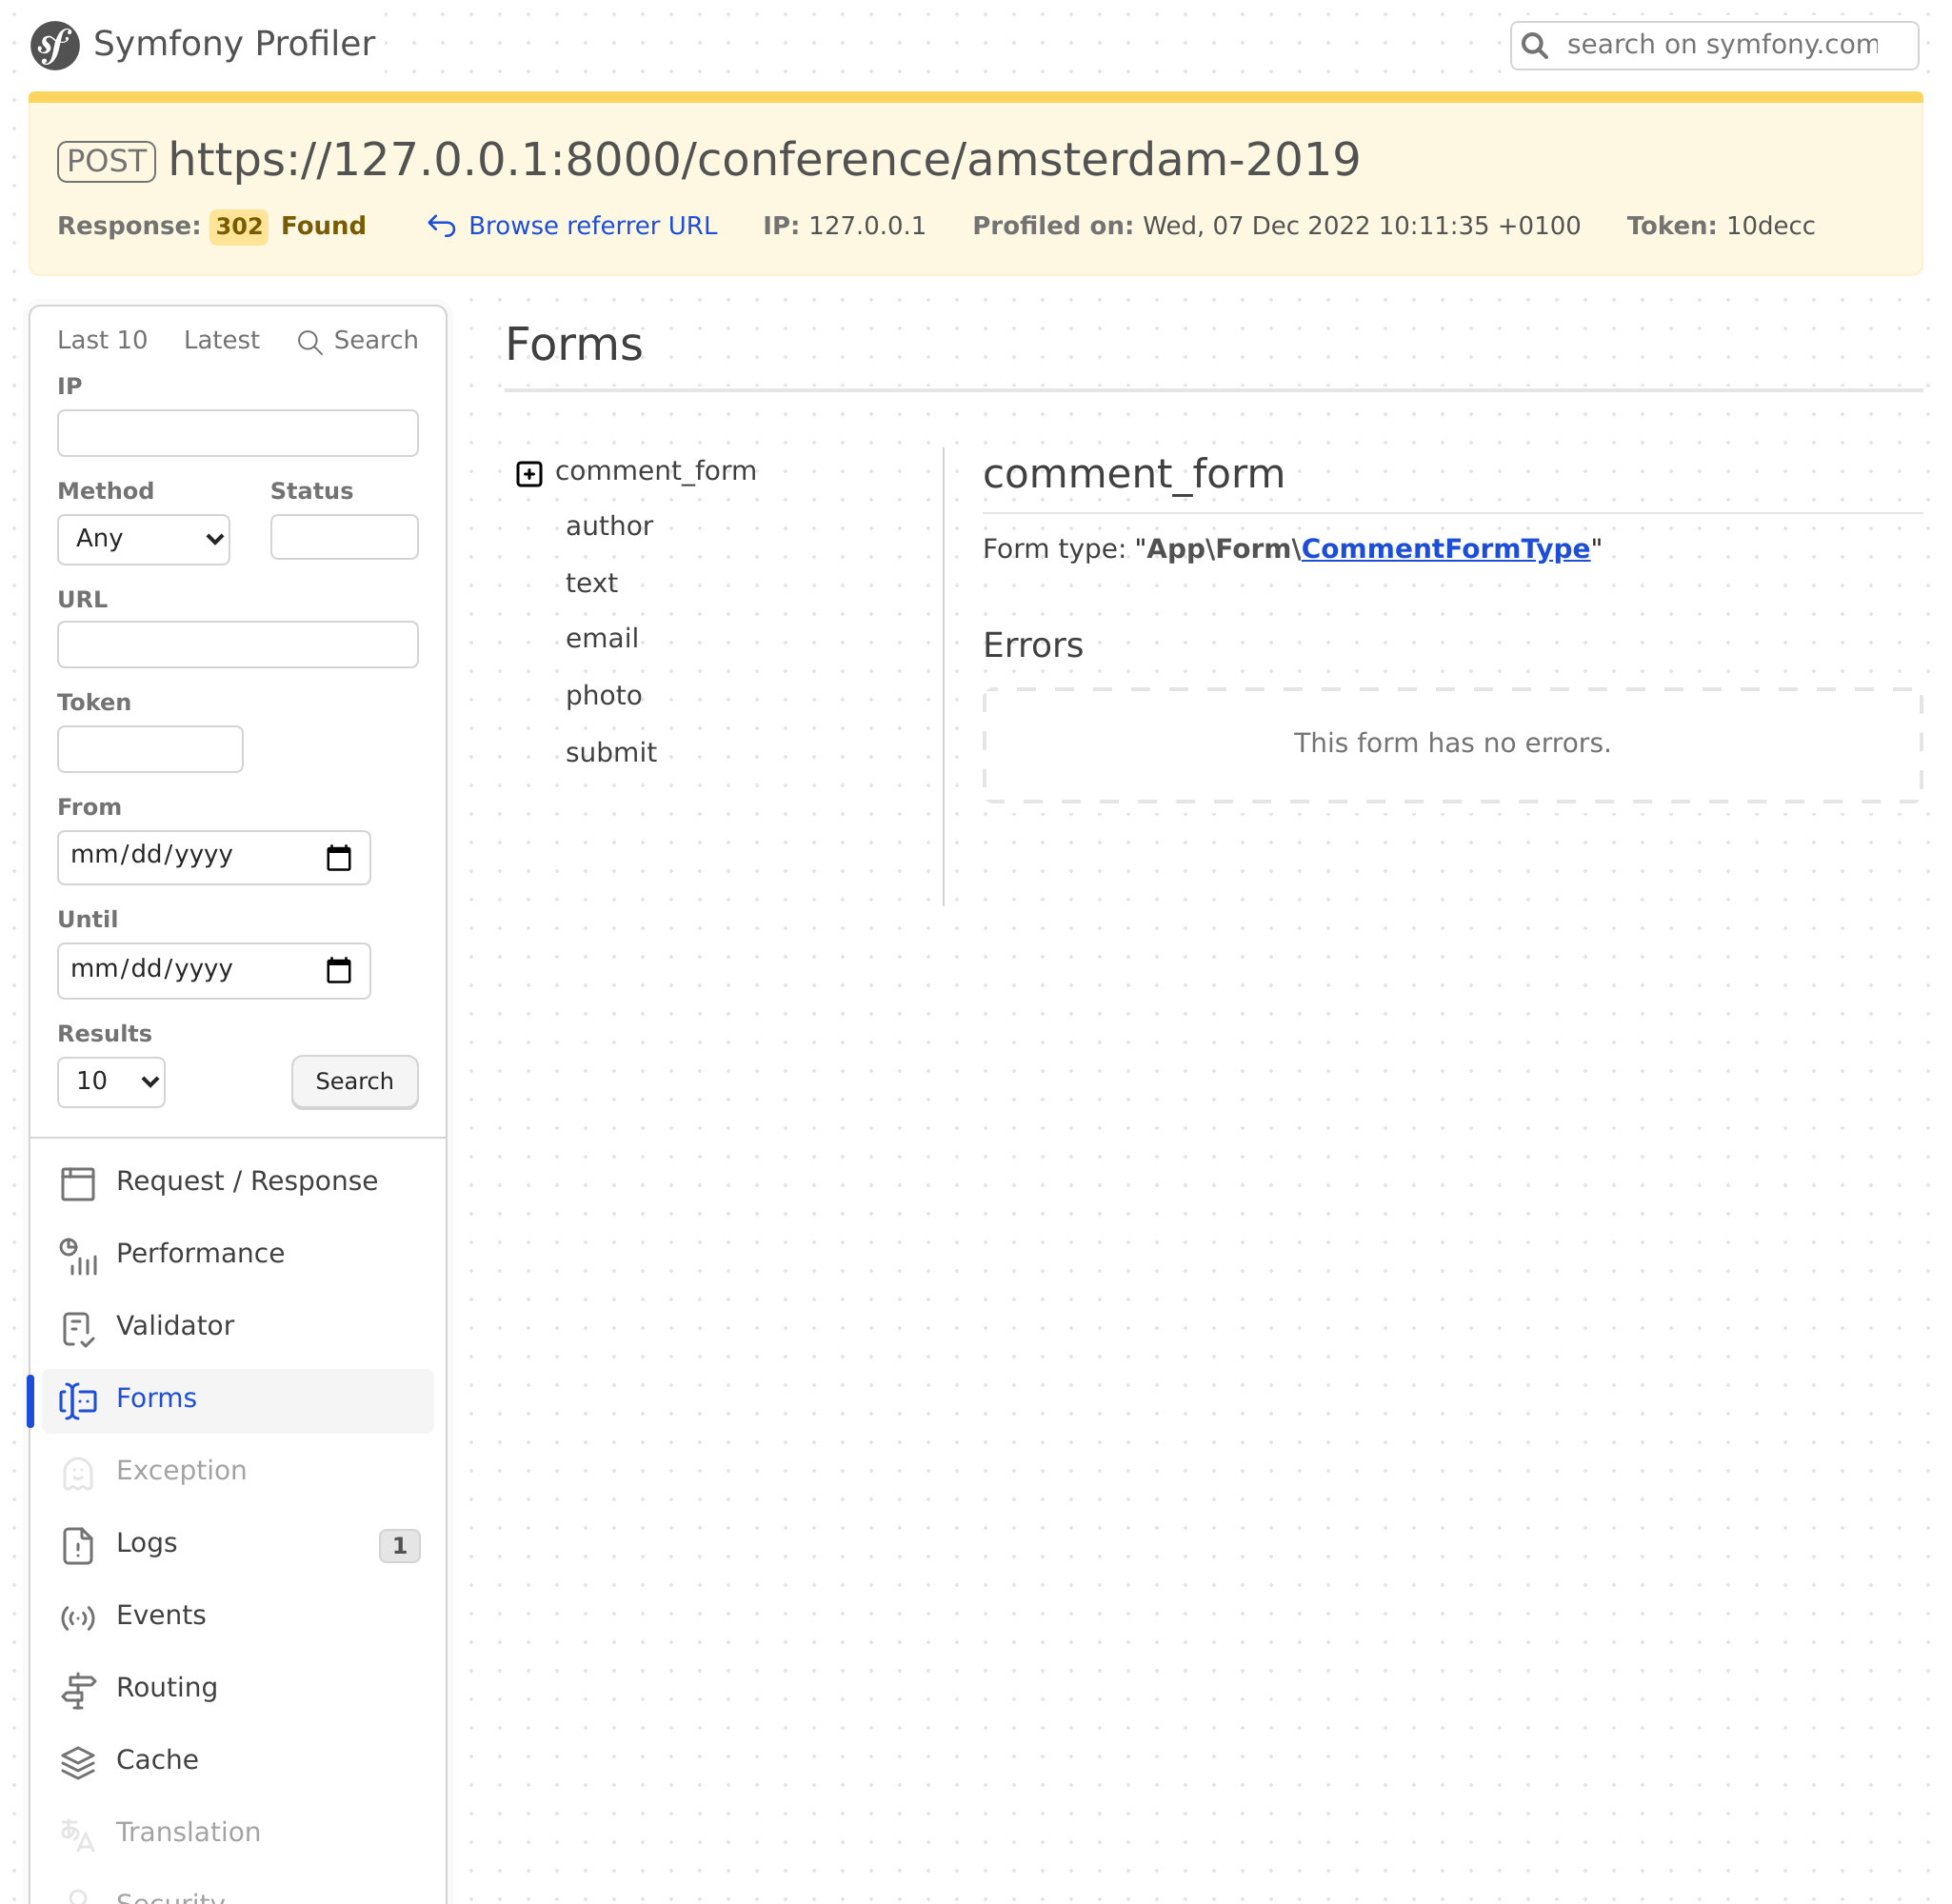 Symfony Profiler
search on symfony.com
POST https://127.0.0.1:8000/conference/amsterdam-2019
Response: 302 Found Browse referrer URL IP: 127.0.0.1 Profiled on: Wed, 07 Dec 2022 10:11:35 +0100 Token: 10decc
Last 10 Latest Search
IP
Method Status
Any
URL
Token
From
mm/dd/yyyy
Until
mm/dd/yyyy
Results
10 Search
Request / Response
Performance
Validator
Forms
Exception
Logs 1
Events
Routing
Cache
Translation
Security
Forms
comment_form
author
text
email
photo
submit
comment_form
Form type: "App\Form\CommentFormType"
Errors
This form has no errors.